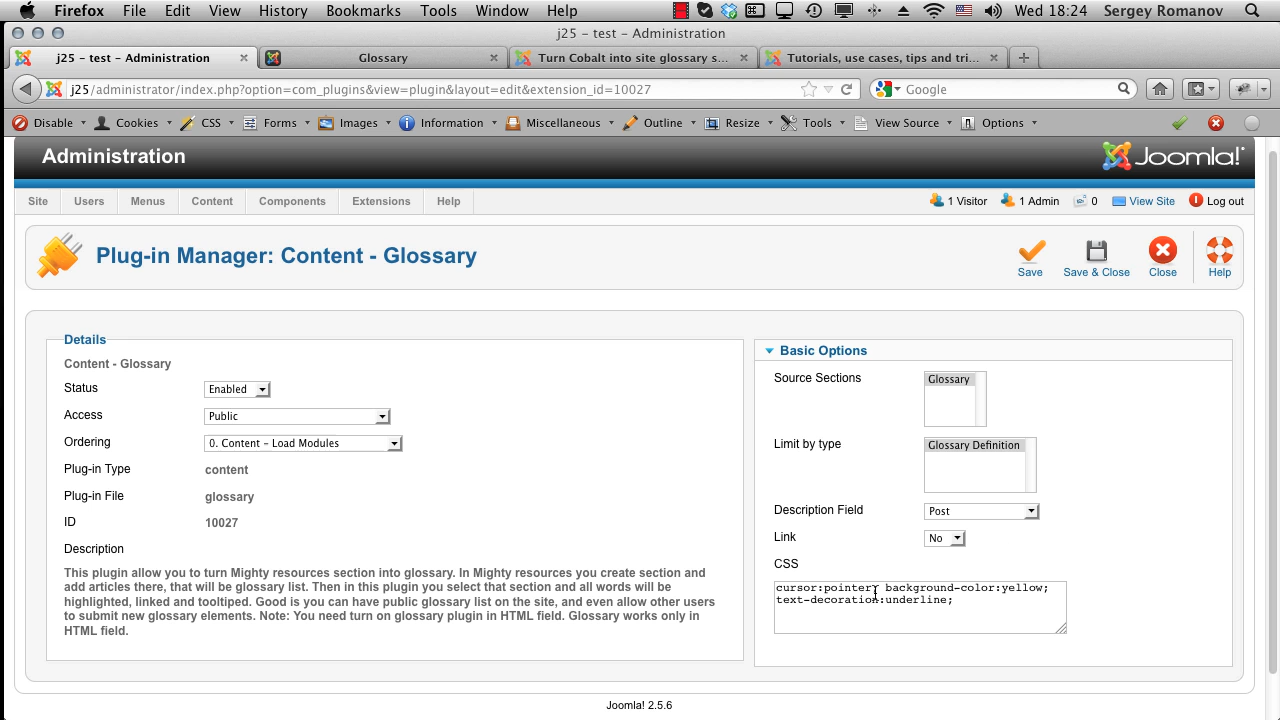 Firefox File Edit View History Bookmarks Tools Window Help Wed 18:24 Sergey Romanov
j25 – test – Administration
j25 – test – Administration Glossary Turn Cobalt into site glossary s... Tutorials, use cases, tips and tri...
j25/administrator/index.php?option=com_plugins&view=plugin&layout=edit&extension_id=10027 Google
Disable Cookies CSS Forms Images Information Miscellaneous Outline Resize Tools View Source Options
Administration Joomla!
Site Users Menus Content Components Extensions Help 1 Visitor 1 Admin 0 View Site Log out
Plug-in Manager: Content - Glossary
Save Save & Close Close Help
Details
Content - Glossary
Status Enabled
Access Public
Ordering 0. Content – Load Modules
Plug-in Type content
Plug-in File glossary
ID 10027
Description
This plugin allow you to turn Mighty resources section into glossary. In Mighty resources you create section and
add articles there, that will be glossary list. Then in this plugin you select that section and all words will be
highlighted, linked and tooltiped. Good is you can have public glossary list on the site, and even allow other users
to submit new glossary elements. Note: You need turn on glossary plugin in HTML field. Glossary works only in
HTML field.
Basic Options
Source Sections Glossary
Limit by type Glossary Definition
Description Field Post
Link No
CSS
cursor:pointer; background-color:yellow;
text-decoration:underline;
Joomla! 2.5.6